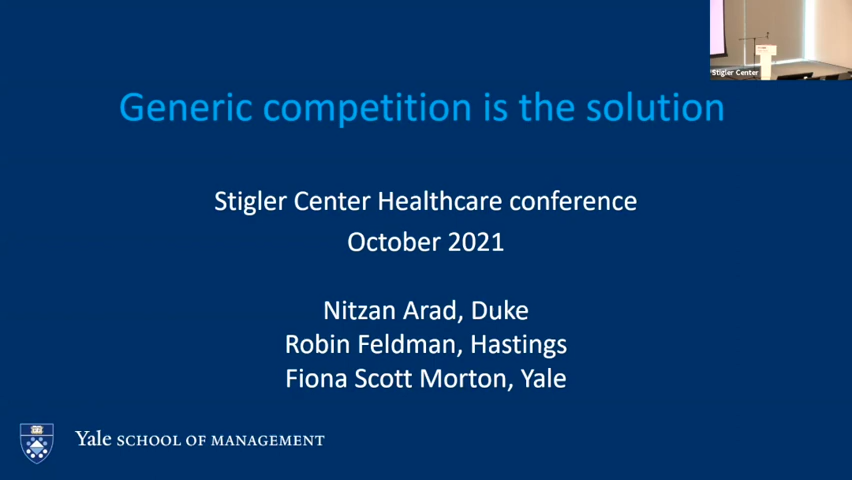 Stigler Center
Generic competition is the solution
Stigler Center Healthcare conference
October 2021
Nitzan Arad, Duke
Robin Feldman, Hastings
Fiona Scott Morton, Yale
Yale SCHOOL OF MANAGEMENT